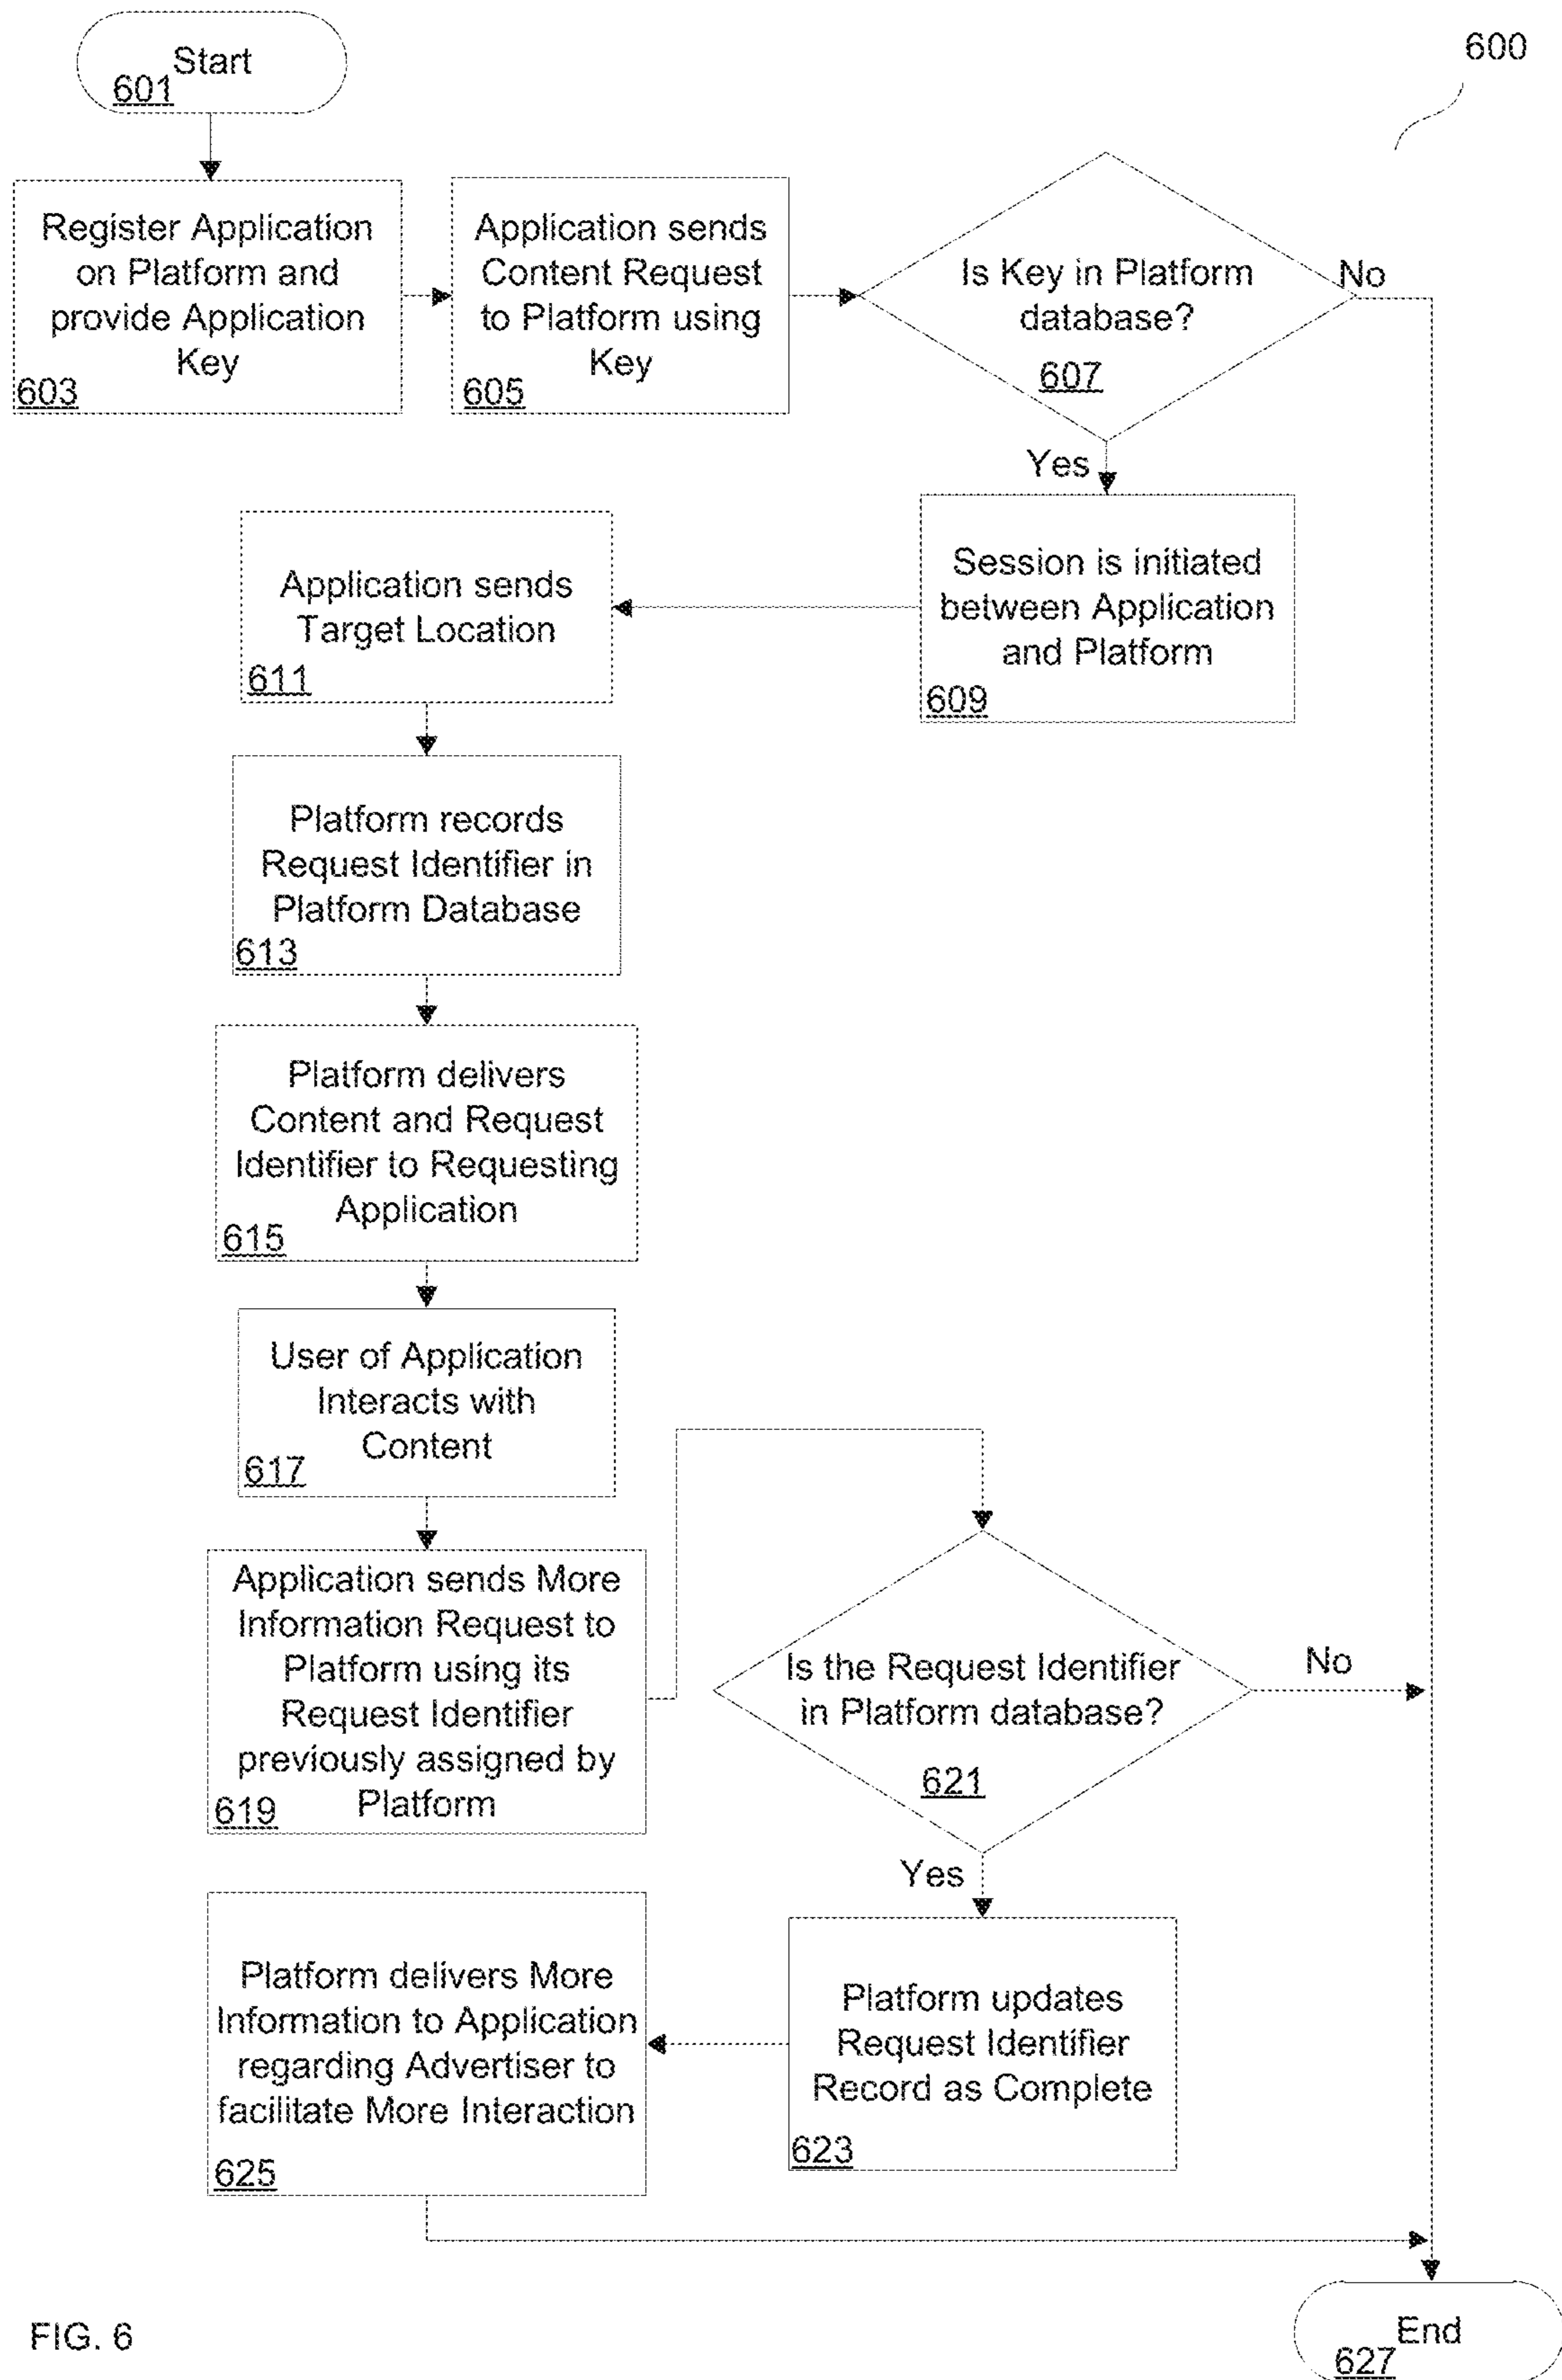 Start
601
600
Register Application
on Platform and
provide Application
Key
603
Application sends
Content Request
to Platform using
Key
605
Is Key in Platform
database?
607
No
Yes
Session is initiated
between Application
and Platform
609
Application sends
Target Location
611
Platform records
Request Identifier in
Platform Database
613
Platform delivers
Content and Request
Identifier to Requesting
Application
615
User of Application
Interacts with
Content
617
Application sends More
Information Request to
Platform using its
Request Identifier
previously assigned by
Platform
619
Is the Request Identifier
in Platform database?
621
No
Yes
Platform updates
Request Identifier
Record as Complete
623
Platform delivers More
Information to Application
regarding Advertiser to
facilitate More Interaction
625
End
627
FIG. 6